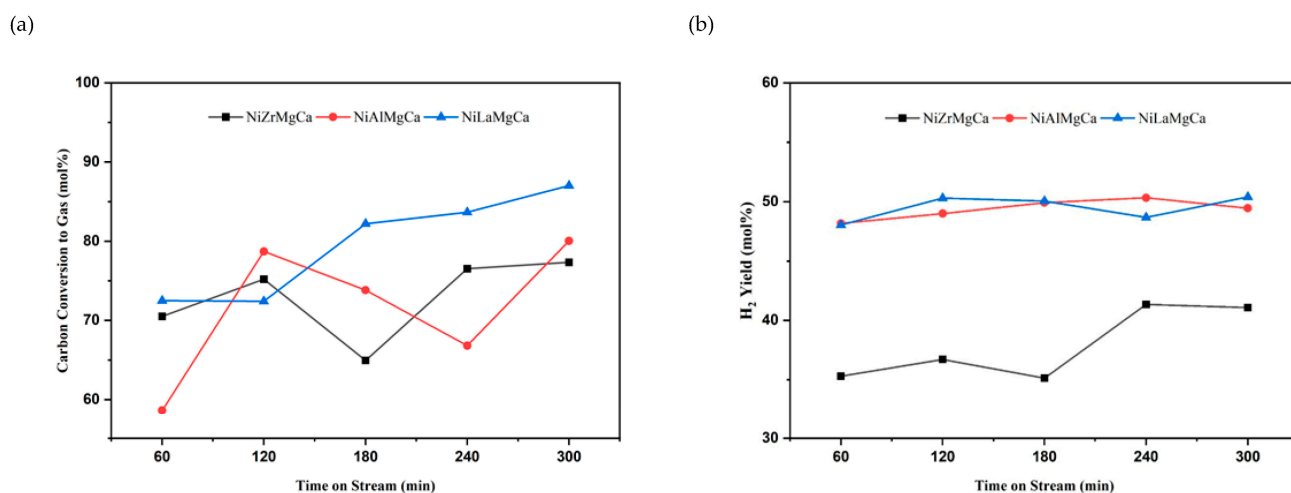 (a)
100
90
80
70
60
Carbon Conversion to Gas (mol%)
NiZrMgCa NiAlMgCa NiLaMgCa
60 120 180 240 300
Time on Stream (min)
(b)
60
50
40
30
H₂ Yield (mol%)
NiZrMgCa NiAlMgCa NiLaMgCa
60 120 180 240 300
Time on Stream (min)